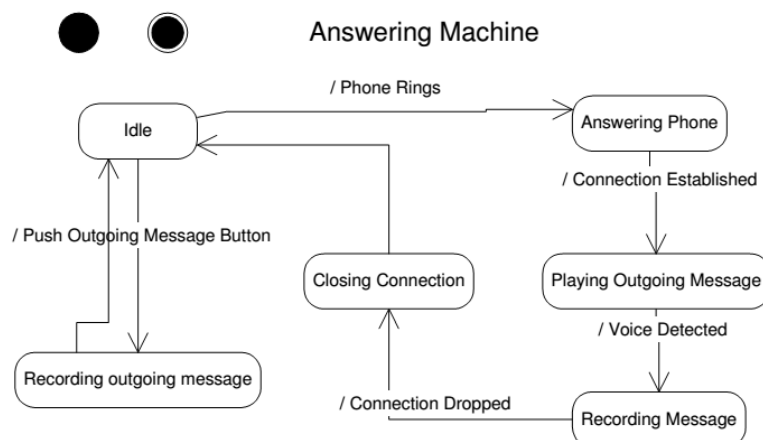 Answering Machine
/ Phone Rings
Idle
Answering Phone
/ Connection Established
/ Push Outgoing Message Button
Closing Connection
Playing Outgoing Message
/ Voice Detected
Recording outgoing message
/ Connection Dropped
Recording Message